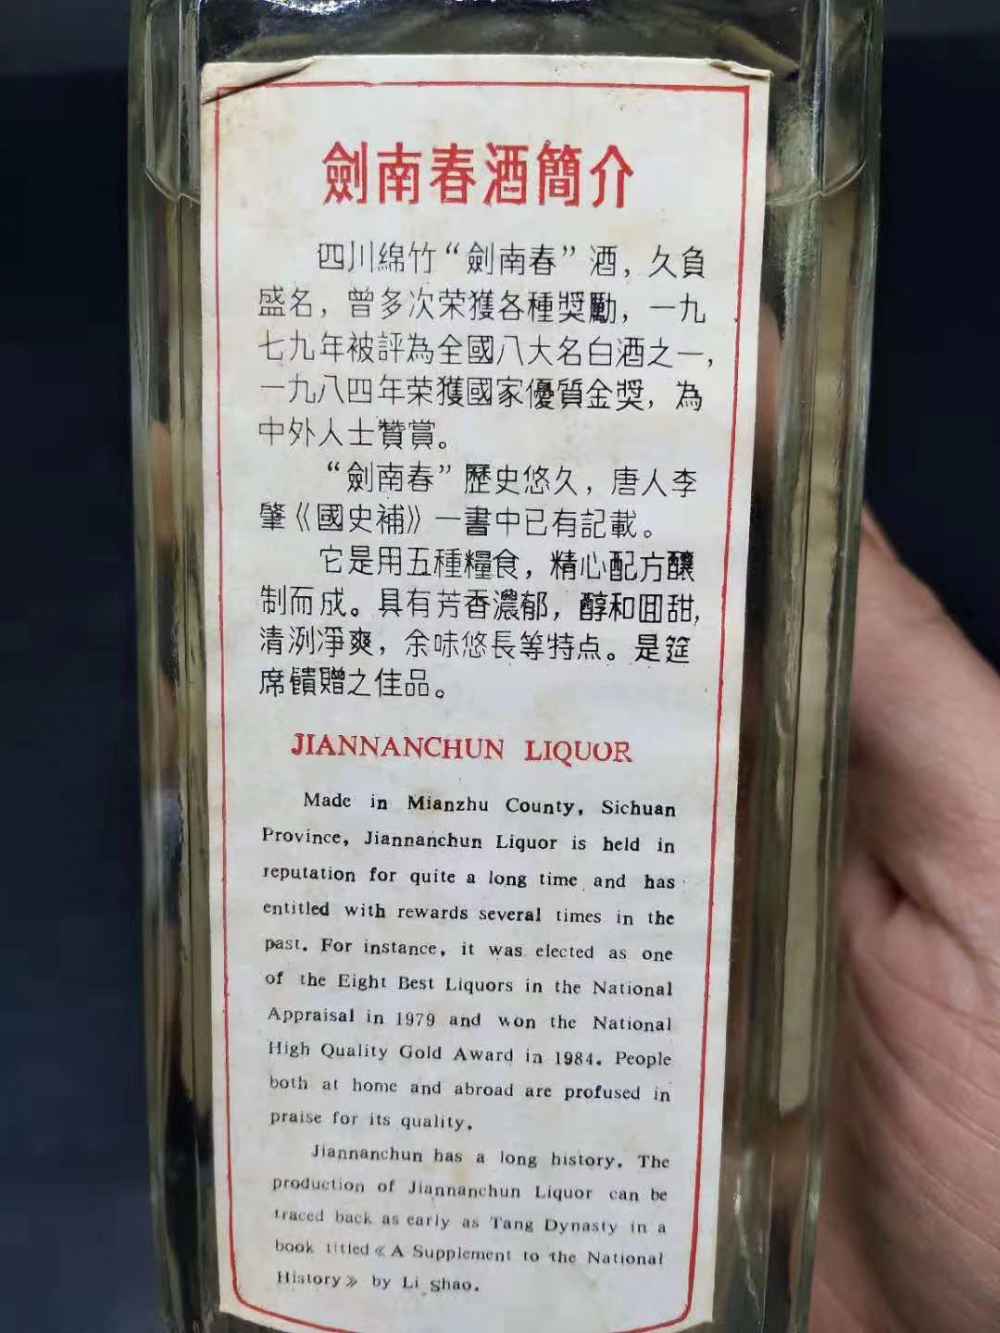 劍南春酒簡介
四川綿竹“劍南春”酒，久負
盛名，曾多次荣獲各種獎勵，一九
七九年被評為全國八大名白酒之一，
一九八四年荣獲國家優質金獎，為
中外人士贊賞。
“劍南春”歷史悠久，唐人李
肇《國史補》一書中已有記載。
它是用五種糧食，精心配方釀
制而成。具有芳香濃郁，醇和囬甜，
清洌淨爽，余味悠長等特点。是筵
席饋贈之佳品。
JIANNANCHUN LIQUOR
Made in Mianzhu County, Sichuan
Province, Jiannanchun Liquor is held in
reputation for quite a long time and has
entitled with rewards several times in the
past. For instance, it was elected as one
of the Eight Best Liquors in the National
Appraisal in 1979 and won the National
High Quality Gold Award in 1984. People
both at home and abroad are profused in
praise for its quality.
Jiannanchun has a long history. The
production of Jiannanchun Liquor can be
traced back as early as Tang Dynasty in a
book titled《A Supplement to the National
History》 by Li Shao.